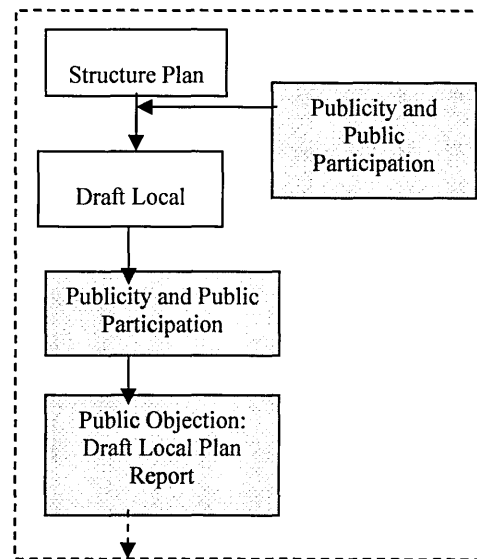 Structure Plan
Publicity and
Public
Participation
Draft Local
Publicity and Public
Participation
Public Objection:
Draft Local Plan
Report